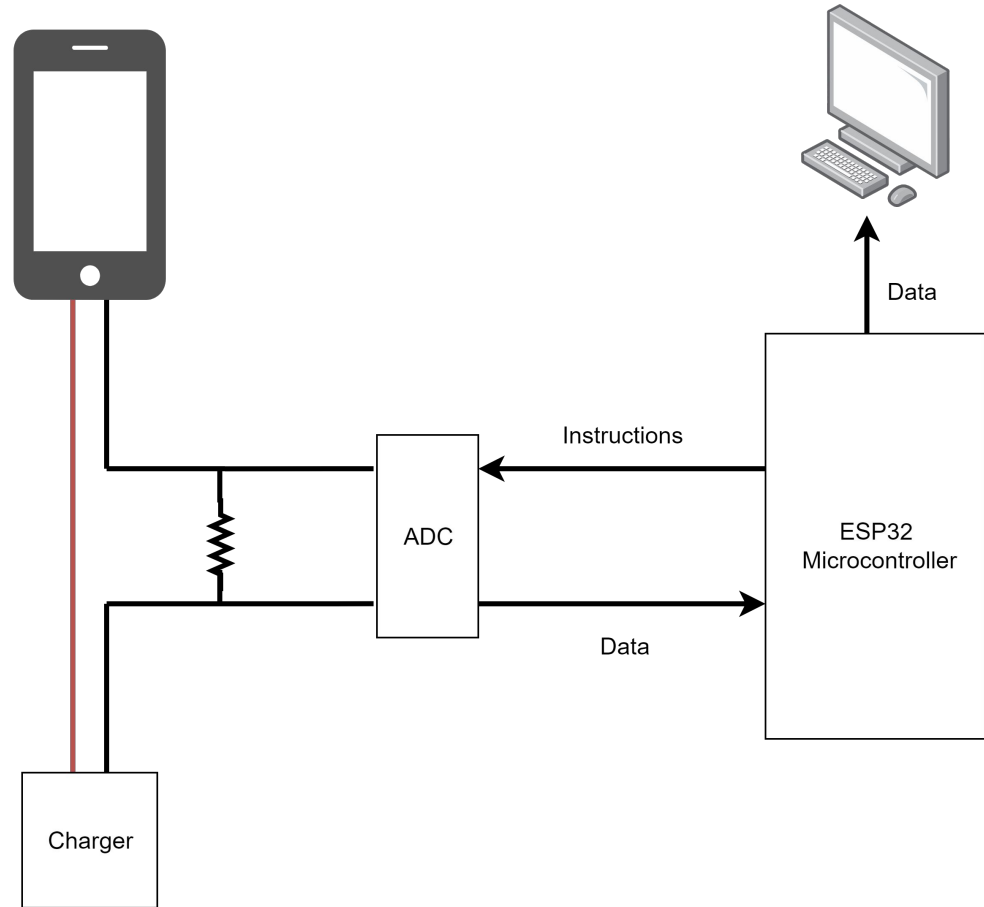 Data
Instructions
ADC
ESP32
Microcontroller
Data
Charger